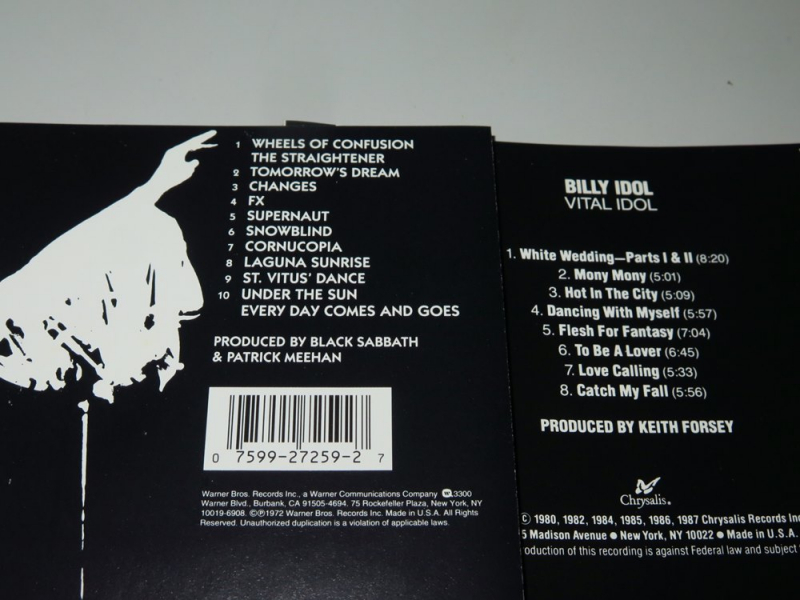 1 WHEELS OF CONFUSION
THE STRAIGHTENER
2 TOMORROW'S DREAM
3 CHANGES
4 FX
5 SUPERNAUT
6 SNOWBLIND
7 CORNUCOPIA
8 LAGUNA SUNRISE
9 ST. VITUS' DANCE
10 UNDER THE SUN
EVERY DAY COMES AND GOES
PRODUCED BY BLACK SABBATH
& PATRICK MEEHAN
0 7599-27259-2 7
Warner Bros. Records Inc., a Warner Communications Company 3300
Warner Blvd., Burbank, CA 91505-4694. 75 Rockefeller Plaza, New York, NY
10019-6908. ©℗1972 Warner Bros. Records Inc. Made in U.S.A. All Rights
Reserved. Unauthorized duplication is a violation of applicable laws.
BILLY IDOL
VITAL IDOL
1. White Wedding—Parts I & II (8:20)
2. Mony Mony (5:01)
3. Hot In The City (5:09)
4. Dancing With Myself (5:57)
5. Flesh For Fantasy (7:04)
6. To Be A Lover (6:45)
7. Love Calling (5:33)
8. Catch My Fall (5:56)
PRODUCED BY KEITH FORSEY
Chrysalis.
© 1980, 1982, 1984, 1985, 1986, 1987 Chrysalis Records Inc
5 Madison Avenue ● New York, NY 10022 ● Made in U.S.A.
oduction of this recording is against Federal law and subject